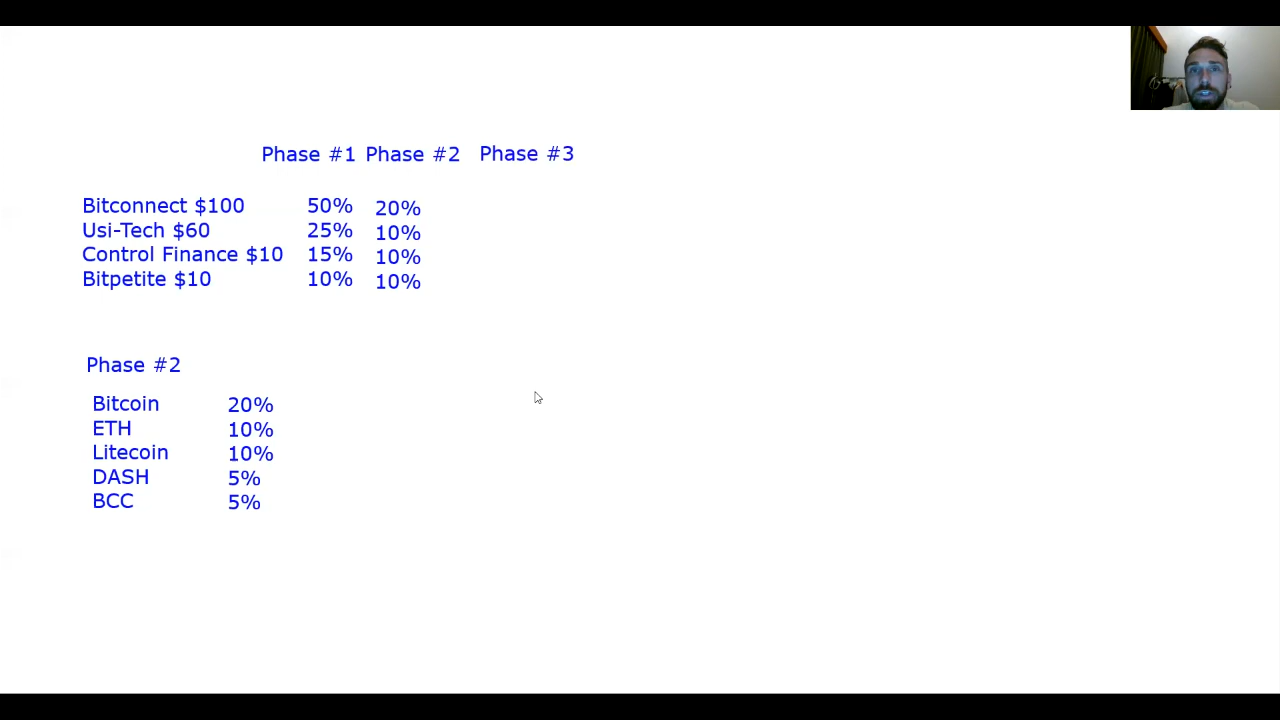 Phase #1 Phase #2 Phase #3
Bitconnect $100 50% 20%
Usi-Tech $60 25% 10%
Control Finance $10 15% 10%
Bitpetite $10 10% 10%
Phase #2
Bitcoin 20%
ETH 10%
Litecoin 10%
DASH 5%
BCC 5%